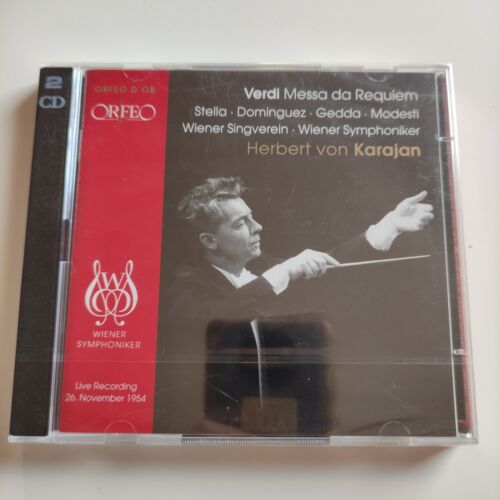 2
CD
ORFEO D'OR
ORFEO
Verdi Messa da Requiem
Stella · Dominguez · Gedda · Modesti
Wiener Singverein · Wiener Symphoniker
Herbert von Karajan
WS
WIENER
SYMPHONIKER
Live Recording
26. November 1954